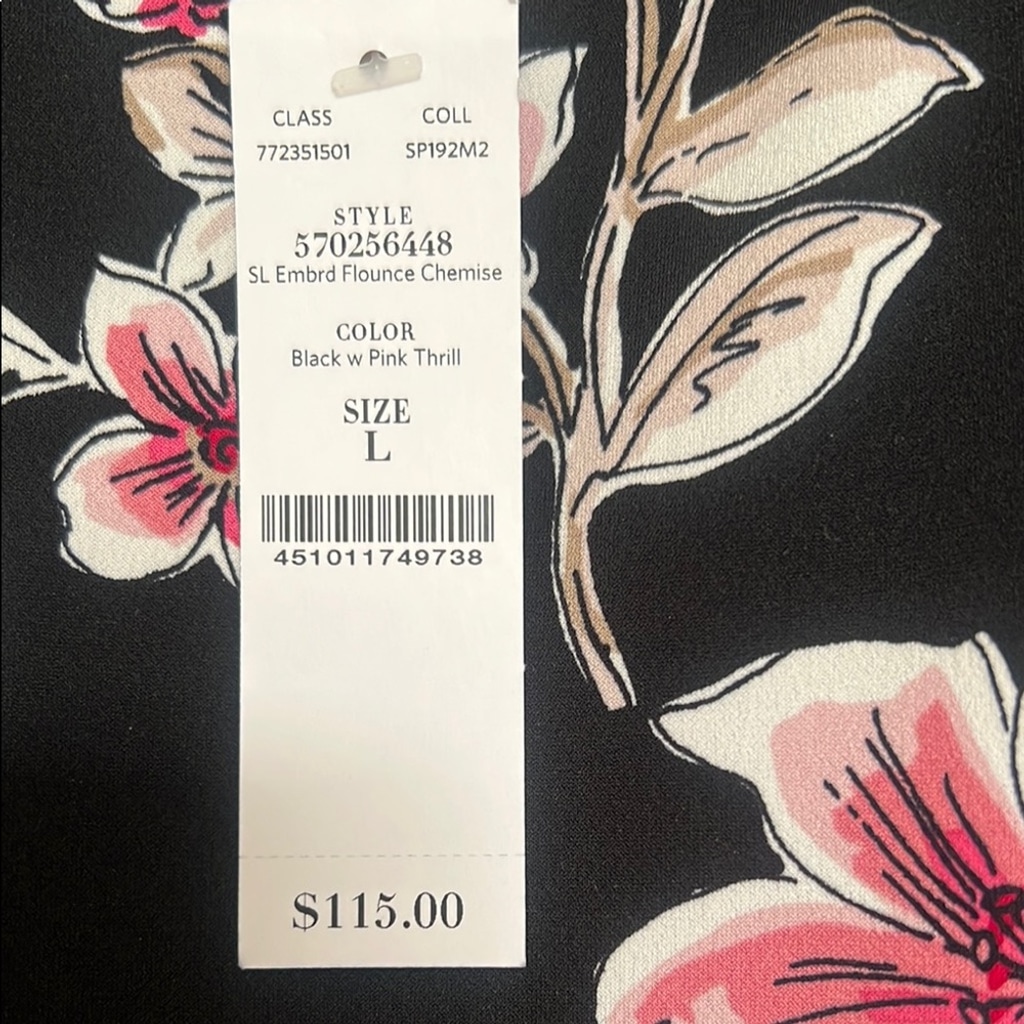 CLASS COLL
772351501 SP192M2
STYLE
570256448
SL Embrd Flounce Chemise
COLOR
Black w Pink Thrill
SIZE
L
451011749738
$115.00